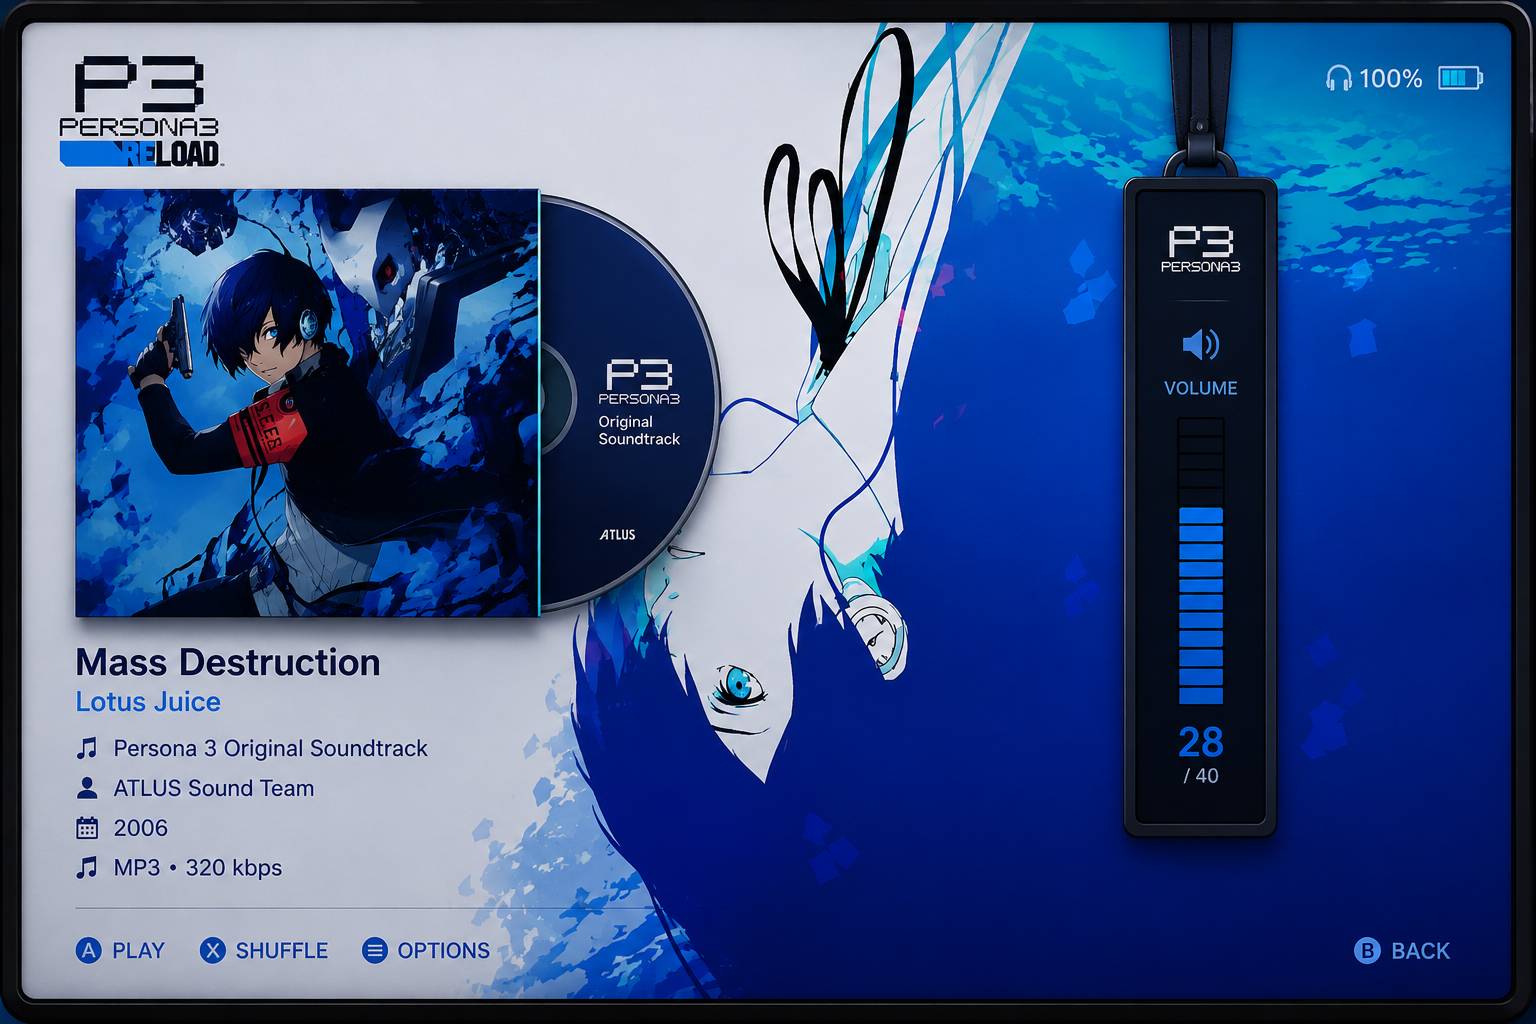 P3
PERSONA3
RELOAD
100%
S.E.E.S
P3
PERSONA3
Original
Soundtrack
ATLUS
P3
PERSONA3
VOLUME
28
/ 40
Mass Destruction
Lotus Juice
Persona 3 Original Soundtrack
ATLUS Sound Team
2006
MP3 • 320 kbps
A PLAY
X SHUFFLE
OPTIONS
B BACK